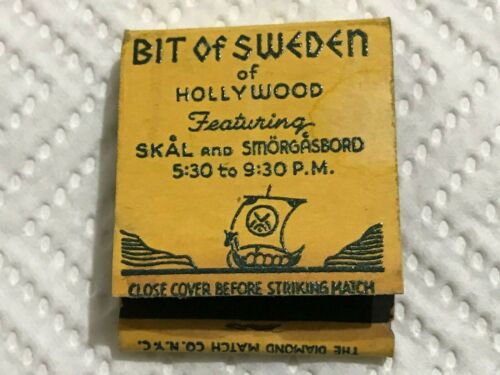 BIT of SWEDEN
of
HOLLYWOOD
Featuring
SKÅL and SMÖRGÅSBORD
5:30 to 9:30 P.M.
CLOSE COVER BEFORE STRIKING MATCH
THE DIAMOND MATCH CO. N.Y.C.